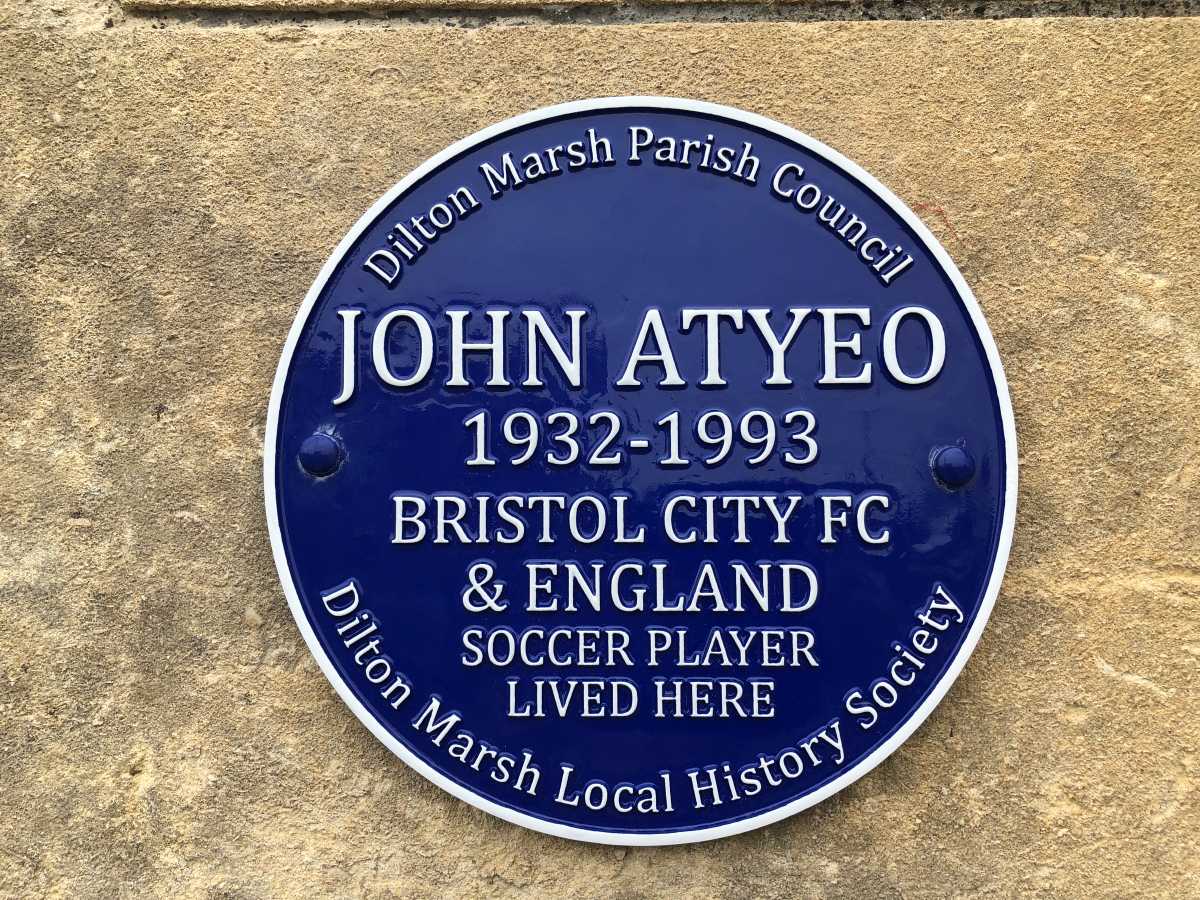 Dilton Marsh Parish Council
JOHN ATYEO
1932-1993
BRISTOL CITY FC
& ENGLAND
SOCCER PLAYER
LIVED HERE
Dilton Marsh Local History Society